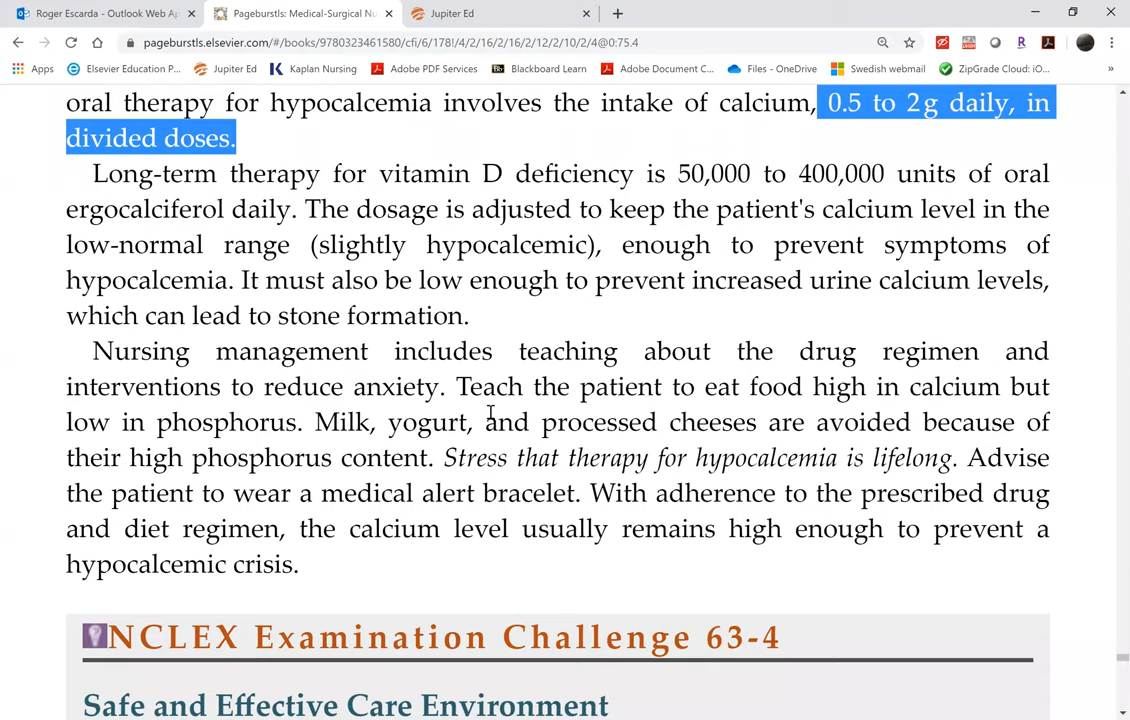 Roger Escarda - Outlook Web Ap
Pageburstls: Medical-Surgical Nu
Jupiter Ed
pageburstls.elsevier.com/#/books/9780323461580/cfi/6/178!/4/2/16/2/16/2/12/2/10/2/4@0:75.4
Apps
Elsevier Education P...
Jupiter Ed
Kaplan Nursing
Adobe PDF Services
Blackboard Learn
Adobe Document C...
Files - OneDrive
Swedish webmail
ZipGrade Cloud: iO...
oral therapy for hypocalcemia involves the intake of calcium, 0.5 to 2 g daily, in
divided doses.
Long-term therapy for vitamin D deficiency is 50,000 to 400,000 units of oral
ergocalciferol daily. The dosage is adjusted to keep the patient's calcium level in the
low-normal range (slightly hypocalcemic), enough to prevent symptoms of
hypocalcemia. It must also be low enough to prevent increased urine calcium levels,
which can lead to stone formation.
Nursing management includes teaching about the drug regimen and
interventions to reduce anxiety. Teach the patient to eat food high in calcium but
low in phosphorus. Milk, yogurt, and processed cheeses are avoided because of
their high phosphorus content. Stress that therapy for hypocalcemia is lifelong. Advise
the patient to wear a medical alert bracelet. With adherence to the prescribed drug
and diet regimen, the calcium level usually remains high enough to prevent a
hypocalcemic crisis.
NCLEX Examination Challenge 63-4
Safe and Effective Care Environment